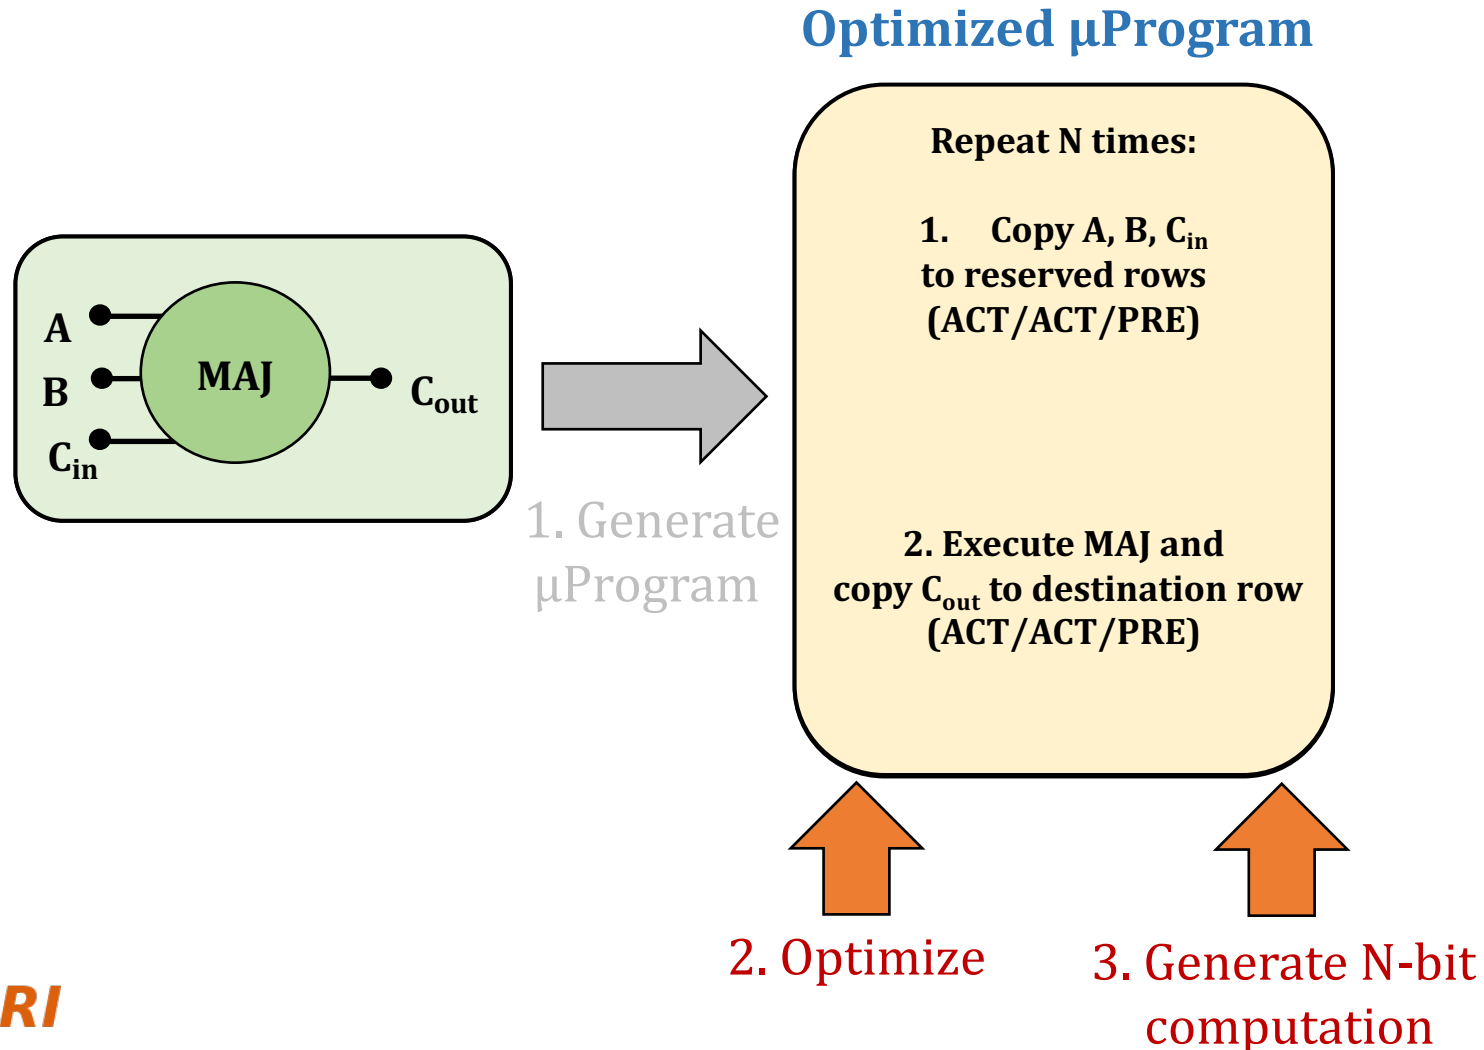 Optimized μProgram
Repeat N times:
1. Copy A, B, Cin
to reserved rows
(ACT/ACT/PRE)
A
B
Cin
MAJ
Cout
1. Generate
μProgram
2. Execute MAJ and
copy Cout to destination row
(ACT/ACT/PRE)
2. Optimize
3. Generate N-bit
computation
RI